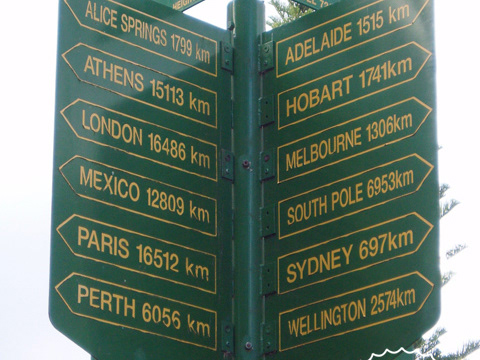 ALICE SPRINGS 1799 km
ATHENS 15113 km
LONDON 16486 km
MEXICO 12809 km
PARIS 16512 km
PERTH 6056 km
ADELAIDE 1515 km
HOBART 1741km
MELBOURNE 1306km
SOUTH POLE 6953km
SYDNEY 697km
WELLINGTON 2574km